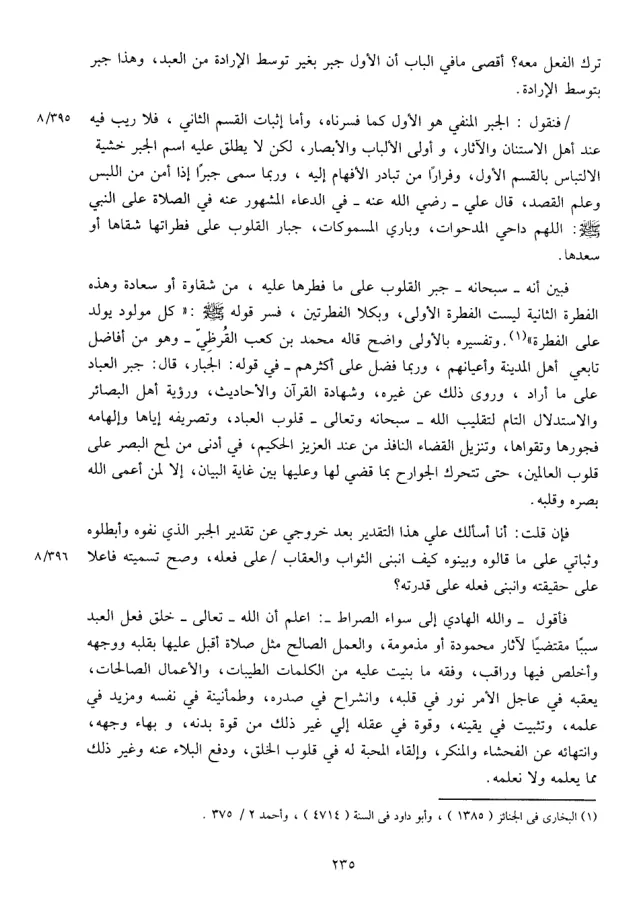 ترك الفعل معه؟ أقصى مافي الباب أن الأول جبر بغير توسط الإرادة من العبد، وهذا جبر
بتوسط الإرادة.
/ فنقول : الجبر المنفي هو الأول كما فسرناه، وأما إثبات القسم الثاني ، فلا ريب فيه ٨/٣٩٥
عند أهل الاستنان والآثار، و أولى الألباب والأبصار، لكن لا يطلق عليه اسم الجبر خشية
الالتباس بالقسم الأول، وفرارًا من تبادر الأفهام إليه ، وربما سمى جبرًا إذا أمن من اللبس
وعلم القصد، قال علي ـ رضي الله عنه ـ في الدعاء المشهور عنه في الصلاة على النبي
ﷺ: اللهم داحي المدحوات، وباري المسموكات، جبار القلوب على فطراتها شقاها أو
سعدها.
فبين أنه ـ سبحانه ـ جبر القلوب على ما فطرها عليه ، من شقاوة أو سعادة وهذه
الفطرة الثانية ليست الفطرة الأولى، وبكلا الفطرتين ، فسر قوله ﷺ :« كل مولود يولد
على الفطرة»(١). وتفسيره بالأولى واضح قاله محمد بن كعب القُرظِيّ ـ وهو من أفاضل
تابعي أهل المدينة وأعيانهم ، وربما فضل على أكثرهم ـ في قوله: الجبار، قال: جبر العباد
على ما أراد ، وروى ذلك عن غيره، وشهادة القرآن والأحاديث، ورؤية أهل البصائر
والاستدلال التام لتقليب الله ـ سبحانه وتعالى ـ قلوب العباد، وتصريفه إياها وإلهامه
فجورها وتقواها، وتنزيل القضاء النافذ من عند العزيز الحكيم، في أدنى من لمح البصر على
قلوب العالمين، حتى تتحرك الجوارح بما قضي لها وعليها بين غاية البيان، إلا لمن أعمى الله
بصره وقلبه.
فإن قلت: أنا أسألك علي هذا التقدير بعد خروجي عن تقدير الجبر الذي نفوه وأبطلوه
وثباتي على ما قالوه وبينوه كيف انبنى الثواب والعقاب /على فعله، وصح تسميته فاعلا ٨/٣٩٦
على حقيقته وانبنى فعله على قدرته؟
فأقول ـ والله الهادي إلى سواء الصراط ـ: اعلم أن الله ـ تعالى ـ خلق فعل العبد
سببًا مقتضيًا لآثار محمودة أو مذمومة، والعمل الصالح مثل صلاة أقبل عليها بقلبه ووجهه
وأخلص فيها وراقب، وفقه ما بنيت عليه من الكلمات الطيبات، والأعمال الصالحات،
يعقبه في عاجل الأمر نور في قلبه، وانشراح في صدره، وطمأنينة في نفسه ومزيد في
علمه، وتثبيت في يقينه، وقوة في عقله إلي غير ذلك من قوة بدنه، و بهاء وجهه،
وانتهائه عن الفحشاء والمنكر، وإلقاء المحبة له في قلوب الخلق، ودفع البلاء عنه وغير ذلك
مما يعلمه ولا نعلمه.
(١) البخارى فى الجنائز ( ١٣٨٥ ) ، وأبو داود فى السنة ( ٤٧١٤ ) ، وأحمد ٢ / ٣٧٥ .
٢٣٥